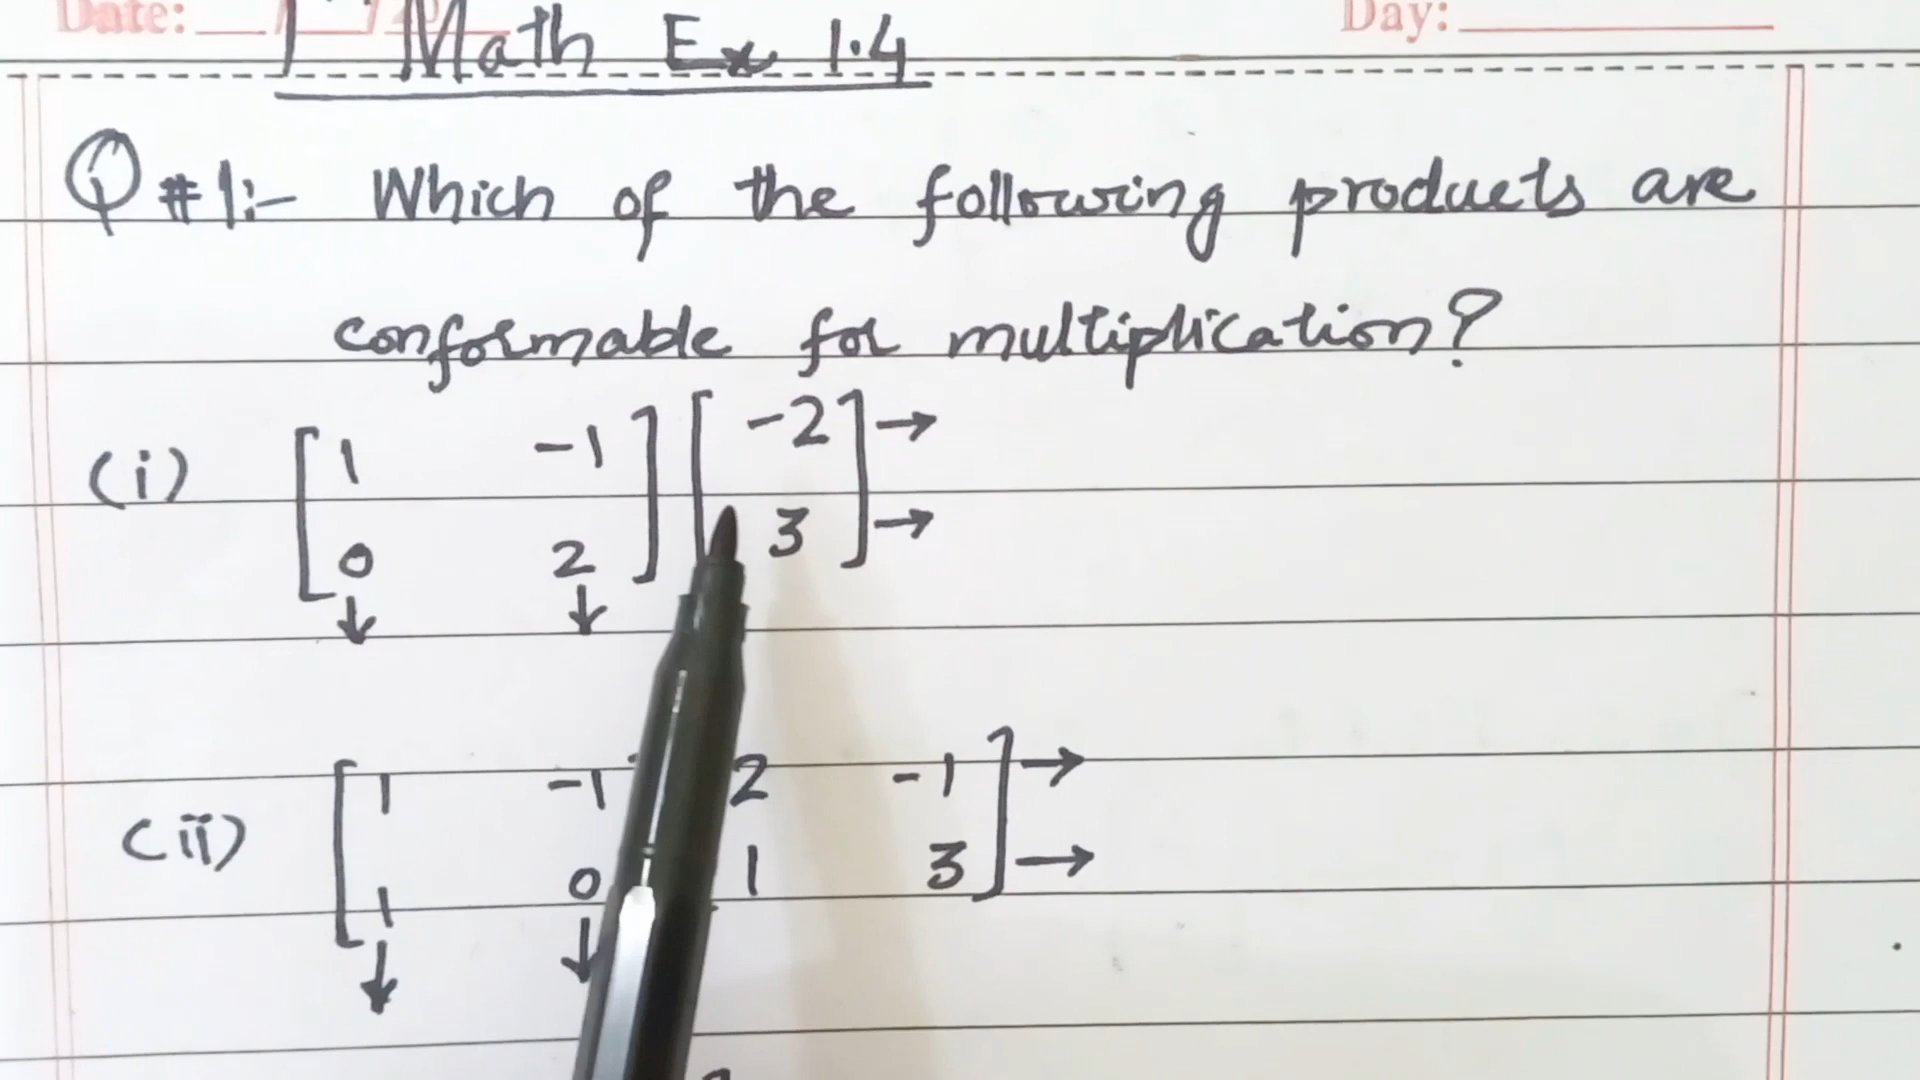 Date: Day:
Math Ex 1.4
Q #1:- Which of the following products are
conformable for multiplication?
(i) [1 -1] [-2] →
[0 2] [3] →
↓ ↓
(ii) [1 -1 2 -1] →
1 0 1 3 →
↓ ↓